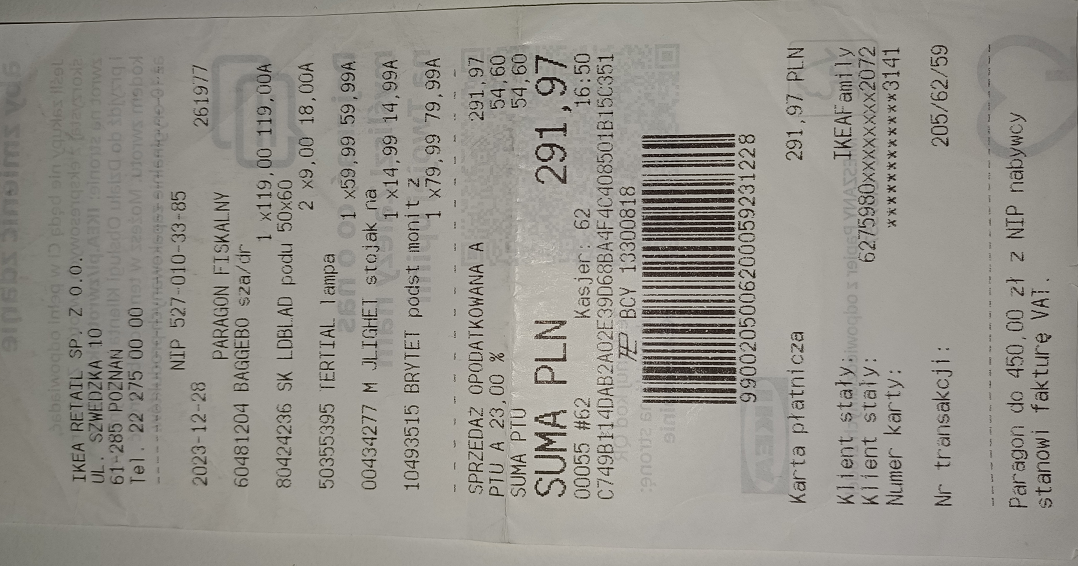 IKEA RETAIL SP. Z O.O.
UL. SZWEDZKA 10
61-285 POZNAŃ
Tel. 22 275 00 00
NIP 527-010-33-85
2023-12-28 261977
PARAGON FISKALNY
60481204 BAGGEBO sza/dr
1 x119,00 119,00A
80424236 SK LDBLAD podu 50x60
2 x9,00 18,00A
50355395 TERTIAL lampa
1 x59,99 59,99A
00434277 M JLIGHET stojak na
1 x14,99 14,99A
10493515 BRYTET podst monit z
1 x79,99 79,99A
SPRZEDAŻ OPODATKOWANA A 291,97
PTU A 23,00 % 54,60
SUMA PTU 54,60
SUMA PLN 291,97
00055 #62 Kasjer: 62 16:50
C749B114DAB2A02E39D68BA4F4C408501B15C351
BCY 13300818
9900205006200059231228
Karta płatnicza 291,97 PLN
Klient stały: IKEAFamily
Klient stały: 6275980xxxxxxxx2072
Numer karty: ************3141
Nr transakcji: 205/62/59
Paragon do 450,00 zł z NIP nabywcy
stanowi fakturę VAT.